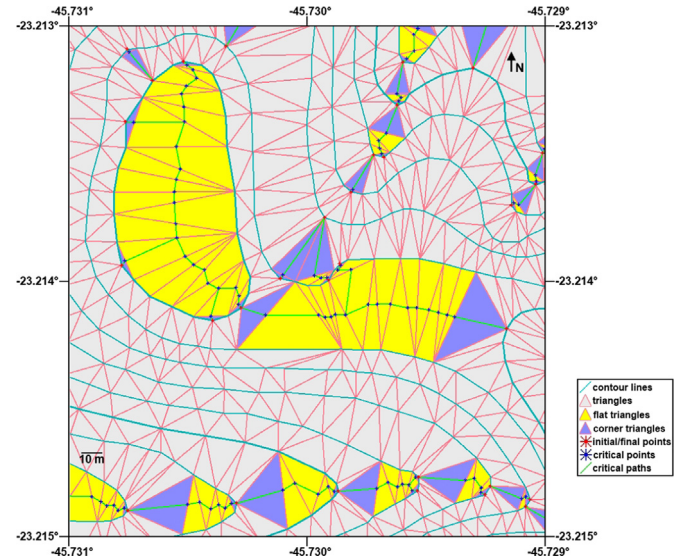 -45.731° -45.730° -45.729°
-23.213° -23.213°
N
-23.214° -23.214°
contour lines
triangles
flat triangles
corner triangles
initial/final points
critical points
critical paths
10 m
-23.215° -23.215°
-45.731° -45.730° -45.729°